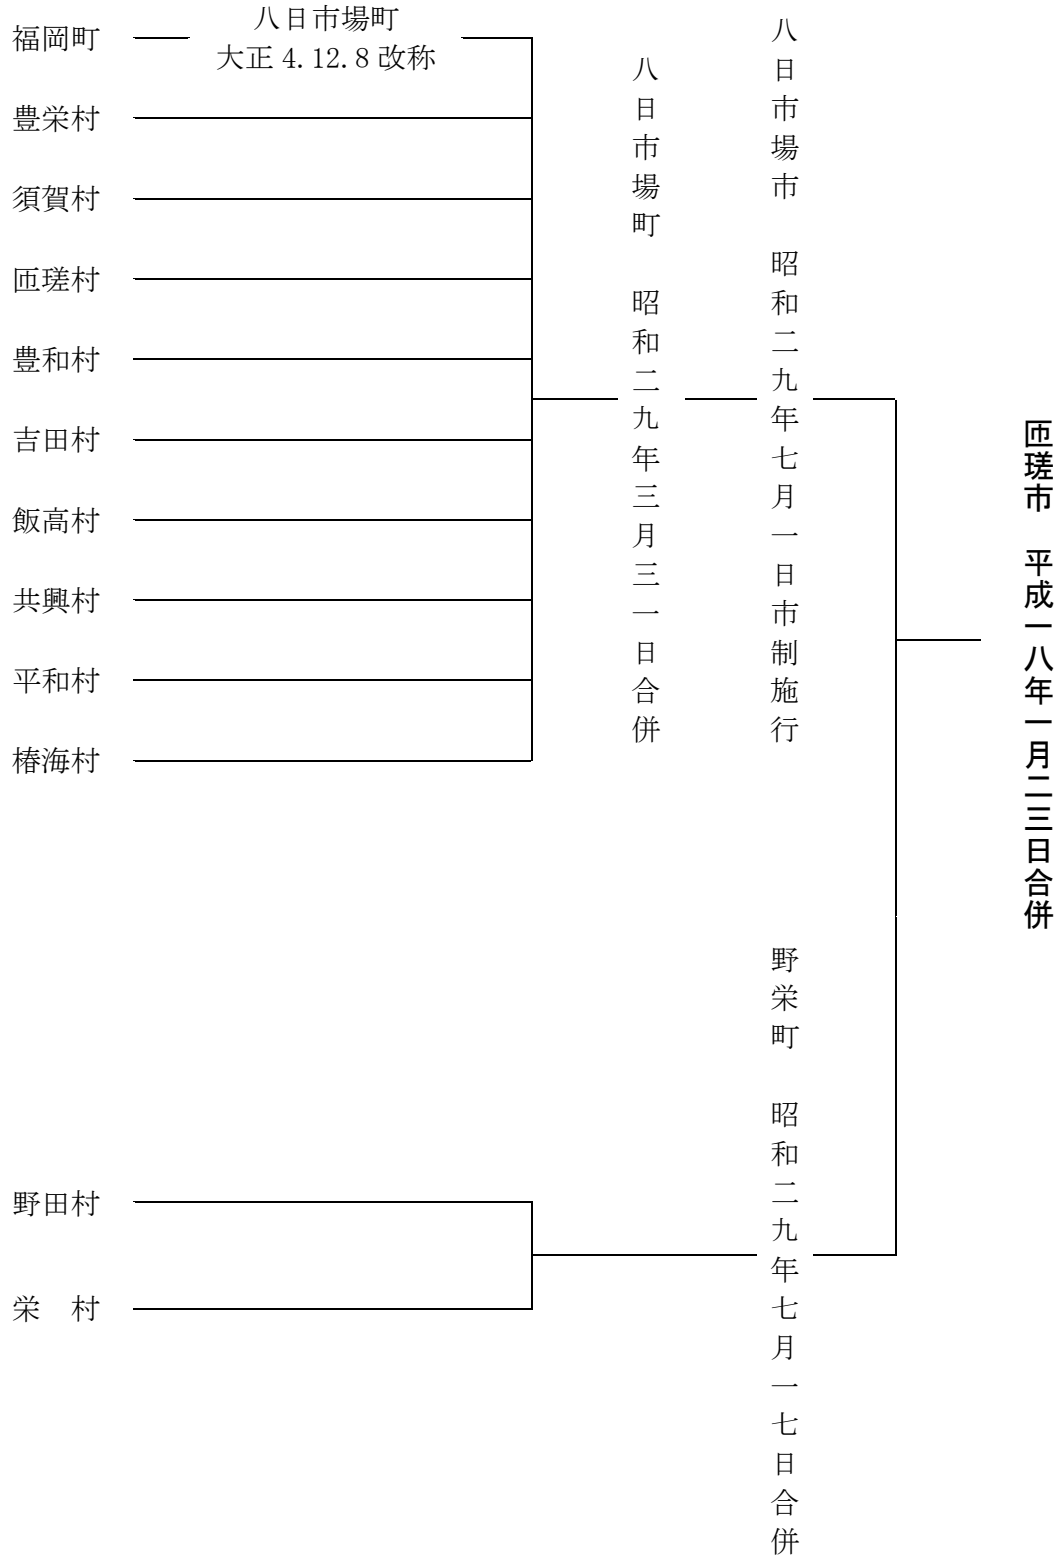 福岡町
八日市場町
大正 4.12.8 改称
豊栄村
須賀村
匝瑳村
豊和村
吉田村
飯高村
共興村
平和村
椿海村
野田村
栄　村
八日市場町　昭和二九年三月三一日合併
八日市場市　昭和二九年七月一日市制施行
野栄町　昭和二九年七月一七日合併
匝瑳市　平成一八年一月二三日合併